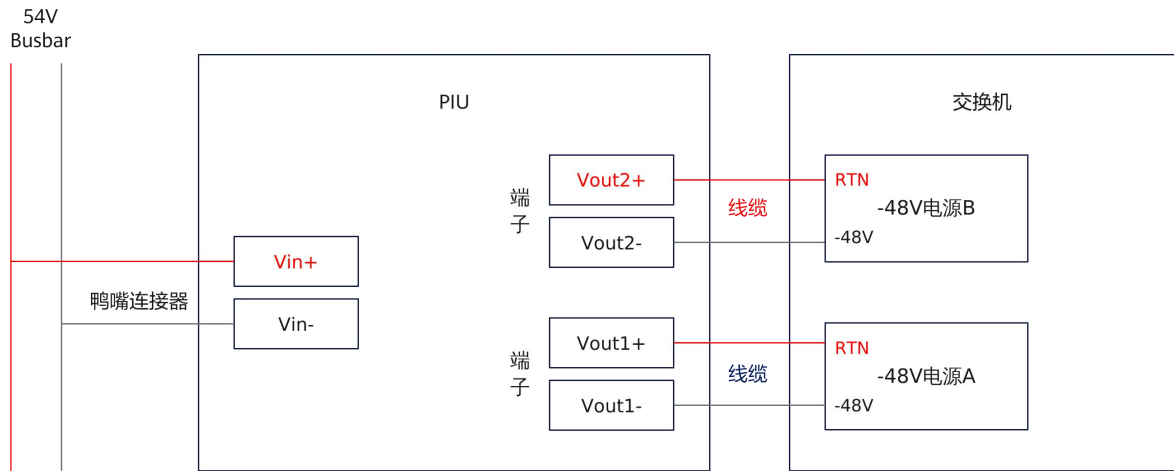 54V
Busbar
PIU
交换机
端
子
Vout2+
Vout2-
线缆
RTN
-48V电源B
-48V
Vin+
Vin-
鸭嘴连接器
端
子
Vout1+
Vout1-
线缆
RTN
-48V电源A
-48V